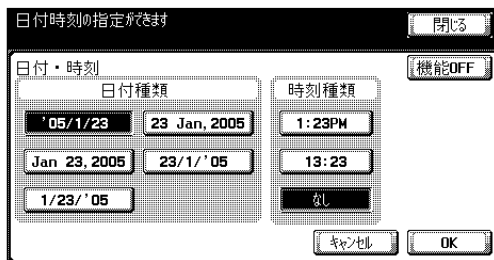 日付時刻の指定ができます
閉じる
日付・時刻
機能OFF
日付種類
時刻種類
'05/1/23
23 Jan,2005
1:23PM
Jan 23,2005
23/1/'05
13:23
1/23/'05
なし
キャンセル
OK